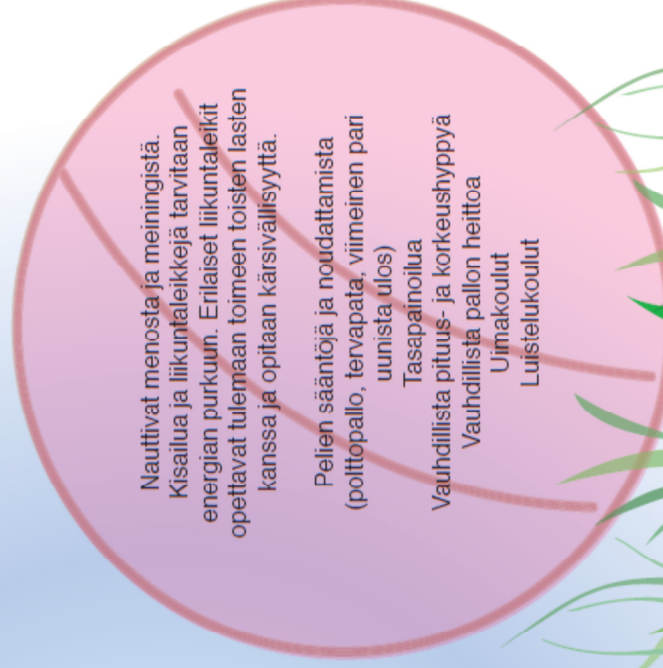 Nauttivat menosta ja meiningistä.
Kisailua ja liikuntaleikkejä tarvitaan
energian purkuun. Erilaiset liikuntaleikit
opettavat tulemaan toimeen toisten lasten
kanssa ja opitaan kärsivällisyyttä.
Pelien sääntöjä ja noudattamista
(polttopallo, tervapata, viimeinen pari
uunista ulos)
Tasapainoilua
Vauhdillista pituus- ja korkeushyppyä
Vauhdillista pallon heittoa
Uimakoulut
Luistelukoulut